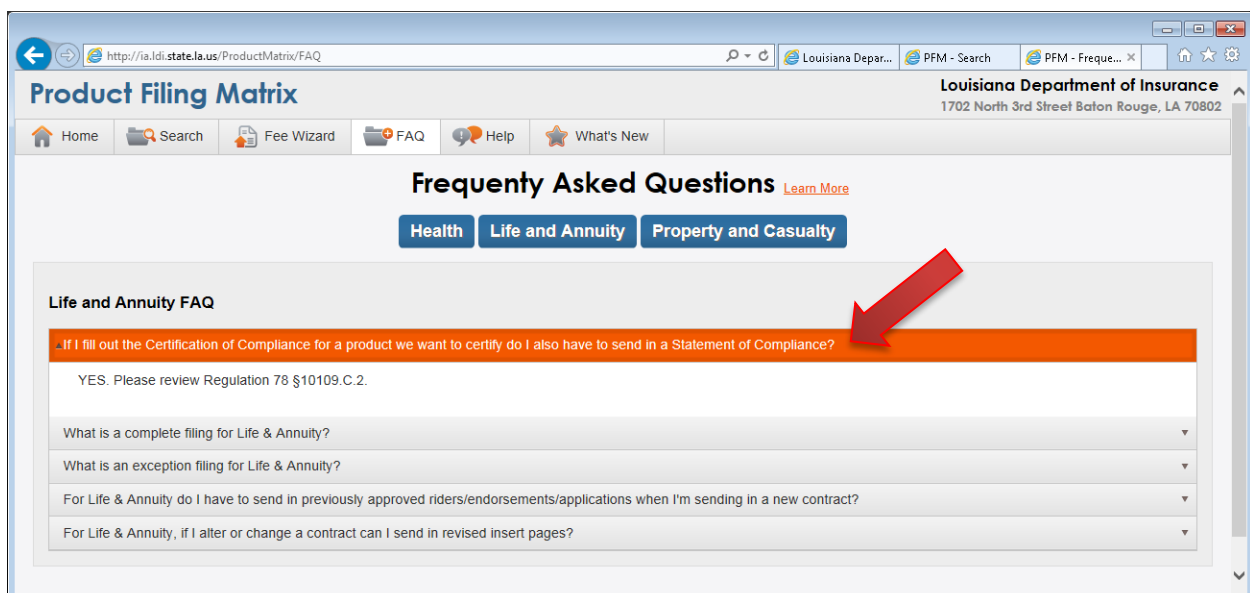 http://ia.ldi.state.la.us/ProductMatrix/FAQ
Louisiana Depar...
PFM - Search
PFM - Freque...
Product Filing Matrix
Louisiana Department of Insurance
1702 North 3rd Street Baton Rouge, LA 70802
Home
Search
Fee Wizard
FAQ
Help
What's New
Frequenty Asked Questions Learn More
Health
Life and Annuity
Property and Casualty
Life and Annuity FAQ
If I fill out the Certification of Compliance for a product we want to certify do I also have to send in a Statement of Compliance?
YES. Please review Regulation 78 §10109.C.2.
What is a complete filing for Life & Annuity?
What is an exception filing for Life & Annuity?
For Life & Annuity do I have to send in previously approved riders/endorsements/applications when I'm sending in a new contract?
For Life & Annuity, if I alter or change a contract can I send in revised insert pages?